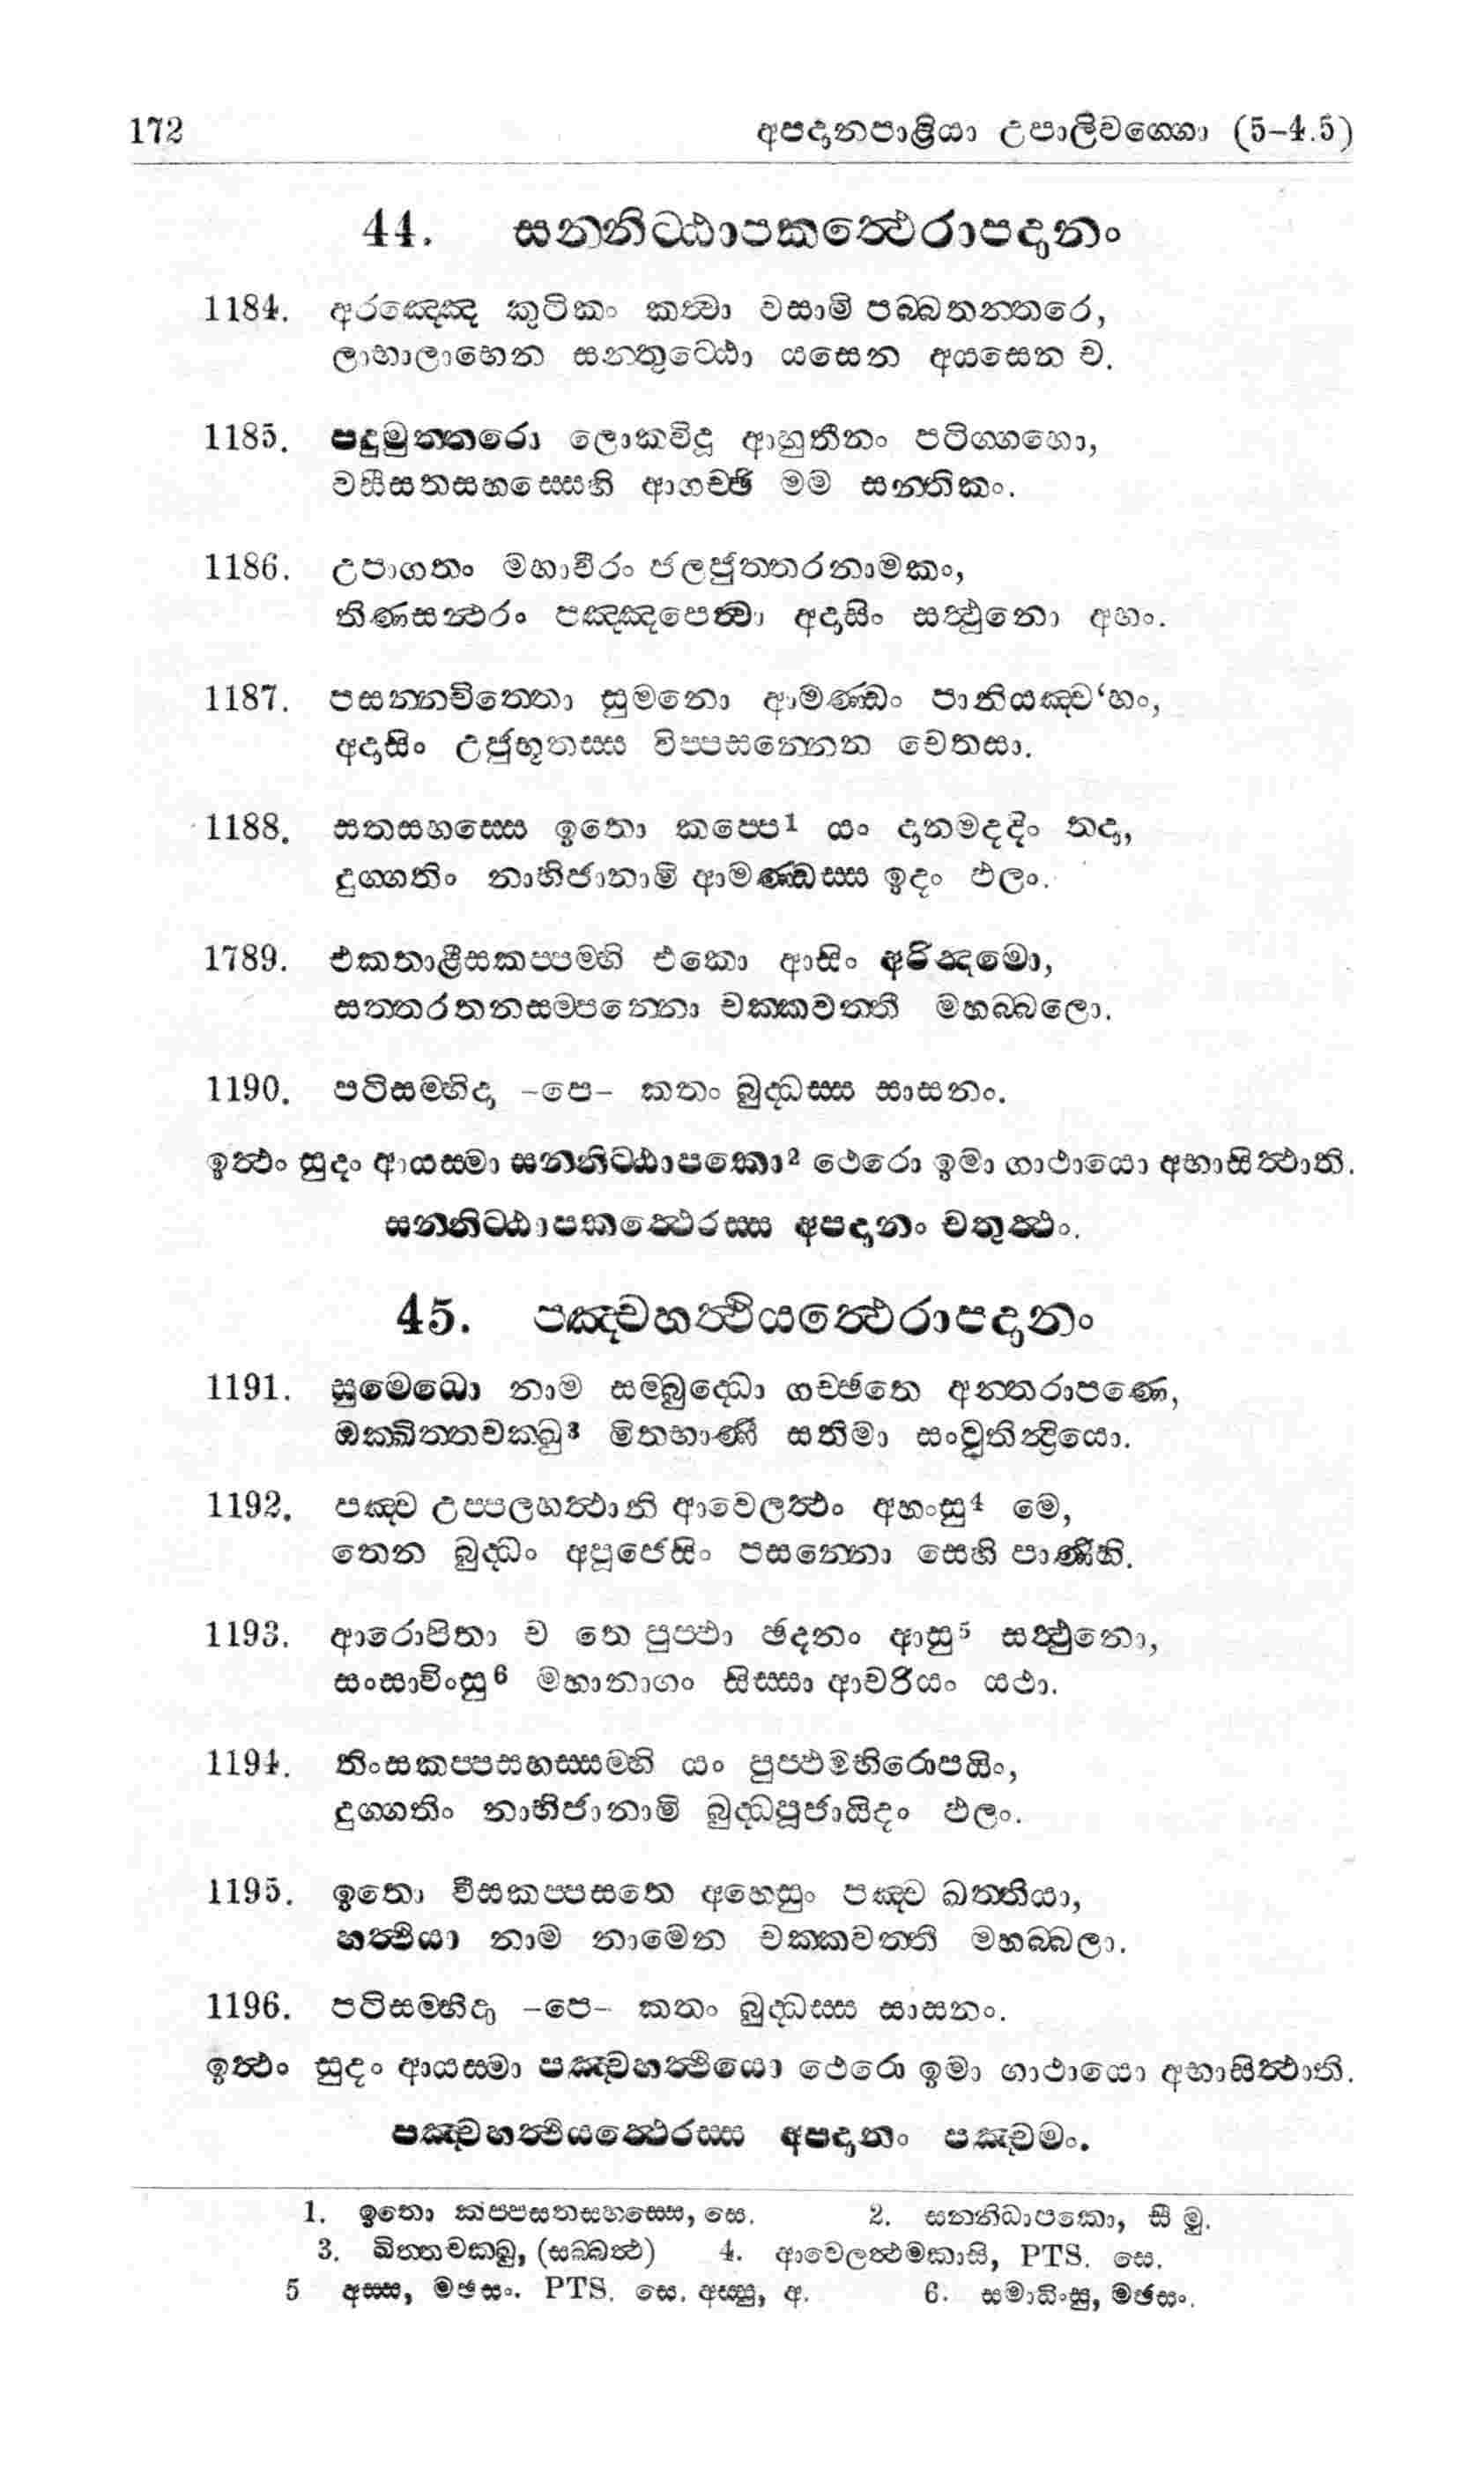 172 අපදානපාළියා උපාලිවග්ගො (5-4.5)
44. සන්නිට්ඨාපකත්ථෙරාපදානං
1184. අරඤ්ඤෙ කුටිකං කත්වා වසාමි පබ්බතන්තරෙ,
ලාභාලාභෙන සන්තුට්ඨො යසෙන අයසෙන ච.
1185. පදුමුත්තරො ලොකවිදූ ආහුතීනං පටිග්ගහො,
වසීසතසහස්සෙහි ආගච්ඡි මම සන්තිකං.
1186. උපාගතං මහාවීරං ජලජුත්තරනාමකං,
තිණසන්ථරං පඤ්ඤපෙත්වා අදාසිං සත්ථුනො අහං.
1187. පසන්නචිත්තො සුමනො ආමණ්ඩං පානියඤ්ච‘හං,
අදාසිං උජුභූතස්ස විප්පසන්නෙන චෙතසා.
1188. සතසහස්සෙ ඉතො කප්පෙ1 යං දානමදදිං තදා,
දුග්ගතිං නාභිජානාමි ආමණ්ඩස්ස ඉදං ඵලං.
1789. එකතාළීසකප්පම්හි එකො ආසිං අරින්දමො,
සත්තරතනසම්පන්නො චක්කවත්තී මහබ්බලො.
1190. පටිසම්භිදා -පෙ- කතං බුද්ධස්ස සාසනං.
ඉත්ථං සුදං ආයස්මා සන්නිට්ඨාපකො2 ථෙරො ඉමා ගාථායො අභාසිත්ථාති.
සන්නිට්ඨාපකත්ථෙරස්ස අපදානං චතුත්ථං.
45. පඤ්චහත්ථියත්ථෙරාපදානං
1191. සුමෙධො නාම සම්බුද්ධො ගච්ඡතෙ අන්තරාපණෙ,
ඔක්ඛිත්තචක්ඛු3 මිතභාණී සතිමා සංවුතින්ද්‍රියො.
1192. පඤ්ච උප්පලහත්ථානි ආවෙලත්ථං අහංසු4 මෙ,
තෙන බුද්ධං අපූජෙසිං පසන්නො සෙහි පාණිහි.
1193. ආරොපිතා ච තෙ පුප්ඵා ඡදනං ආසු5 සත්ථුනො,
සංසාවිංසු6 මහානාගං සිස්සා ආචරියං යථා.
1194. තිංසකප්පසහස්සම්හි යං පුප්ඵමභිරොපයිං,
දුග්ගතිං නාභිජානාමි බුද්ධපූජායිදං ඵලං.
1195. ඉතො වීසකප්පසතෙ අහෙසුං පඤ්ච ඛත්තියා,
හත්ථියා නාම නාමෙන චක්කවත්ති මහබ්බලා.
1196. පටිසම්භිදා -පෙ- කතං බුද්ධස්ස සාසනං.
ඉත්ථං සුදං ආයස්මා පඤ්චහත්ථියො ථෙරො ඉමා ගාථායො අභාසිත්ථාති.
පඤ්චහත්ථියත්ථෙරස්ස අපදානං පඤ්චමං.
1. ඉතො කප්පසතසහස්සෙ, සෙ. 2. සන්නිධාපකො, සී මු.
3. ඛිත්තචක්ඛු, (සබ්බත්ථ) 4. ආවෙලත්ථමකාසි, PTS. සෙ.
5 අස්ස, මඡසං. PTS. සෙ. අස්සු, අ. 6. සමාධිංසු, මඡසං.